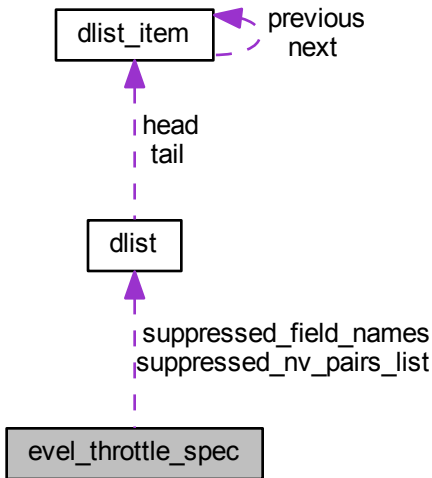 dlist_item
previous
next
head
tail
dlist
suppressed_field_names
suppressed_nv_pairs_list
evel_throttle_spec